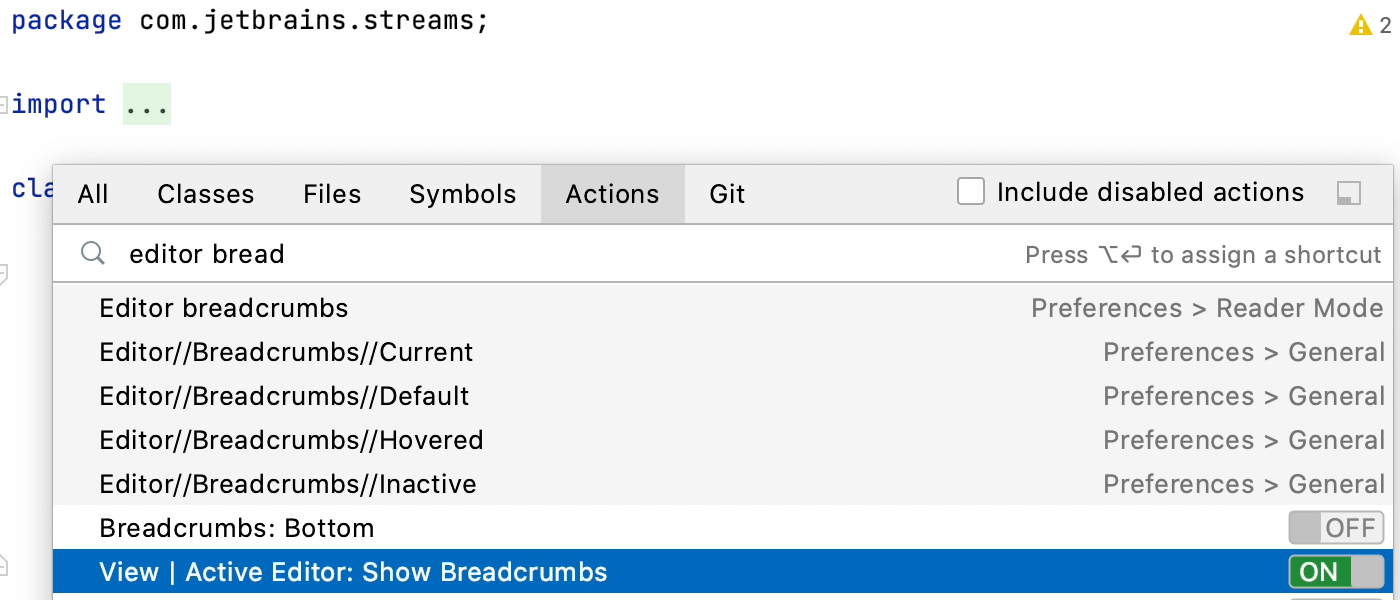 package com.jetbrains.streams;
2
import ...
cla
All Classes Files Symbols Actions Git Include disabled actions
editor bread Press ⌥↩ to assign a shortcut
Editor breadcrumbs Preferences > Reader Mode
Editor//Breadcrumbs//Current Preferences > General
Editor//Breadcrumbs//Default Preferences > General
Editor//Breadcrumbs//Hovered Preferences > General
Editor//Breadcrumbs//Inactive Preferences > General
Breadcrumbs: Bottom OFF
View | Active Editor: Show Breadcrumbs ON